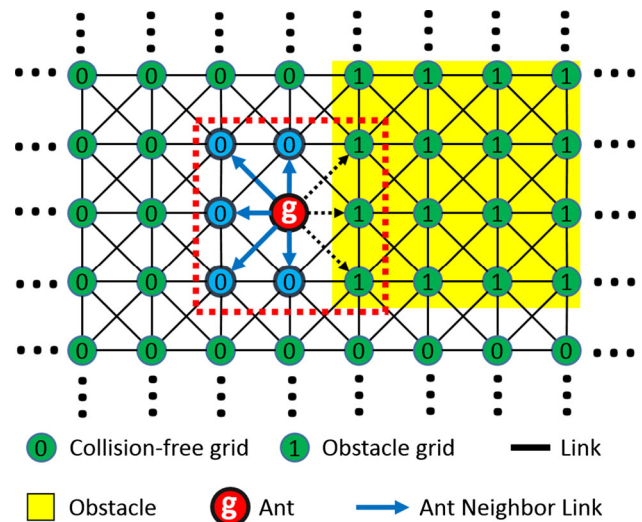 0 0 0 0 1 1 1 1
0 0 0 0 1 1 1 1
0 0 0 g 1 1 1 1
0 0 0 0 1 1 1 1
0 0 0 0 0 0 0 0
0 Collision-free grid 1 Obstacle grid Link
Obstacle g Ant Ant Neighbor Link